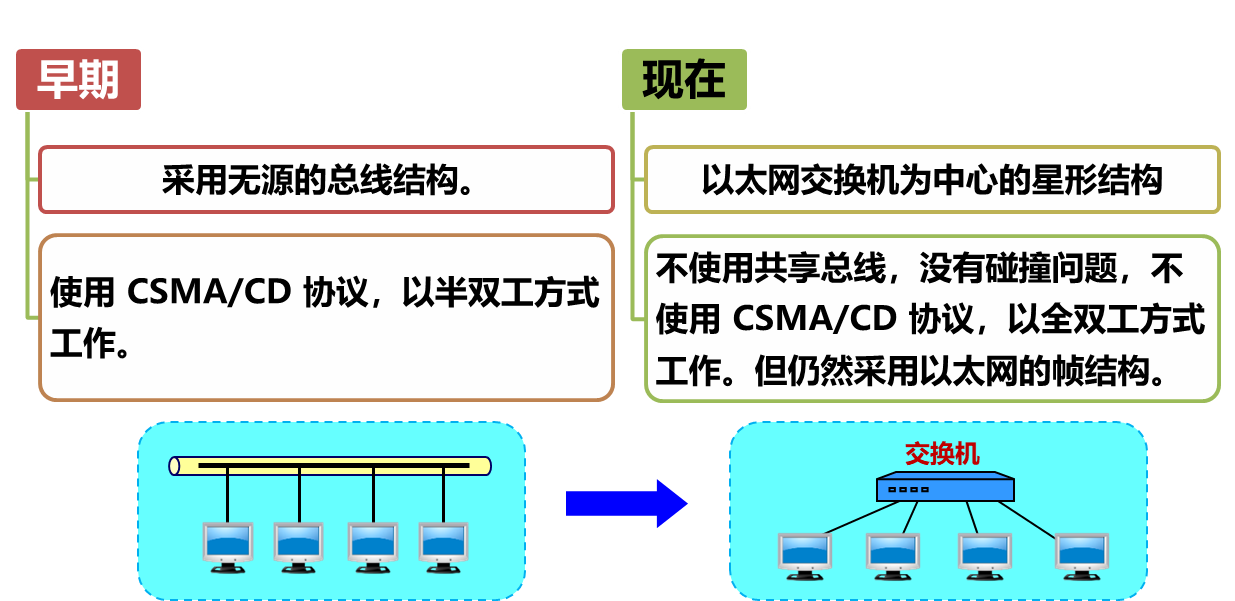 早期
采用无源的总线结构。
使用 CSMA/CD 协议，以半双工方式
工作。
现在
以太网交换机为中心的星形结构
不使用共享总线，没有碰撞问题，不
使用 CSMA/CD 协议，以全双工方式
工作。但仍然采用以太网的帧结构。
交换机